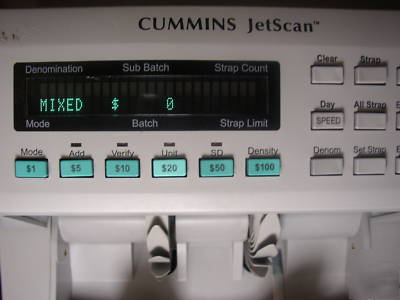 CUMMINS JetScan™
Denomination Sub Batch Strap Count
MIXED $ 0
Mode Batch Strap Limit
Clear Strap
Day All Strap
SPEED
Mode Add Verify Unit SD Density
$1 $5 $10 $20 $50 $100
Denom Set Strap